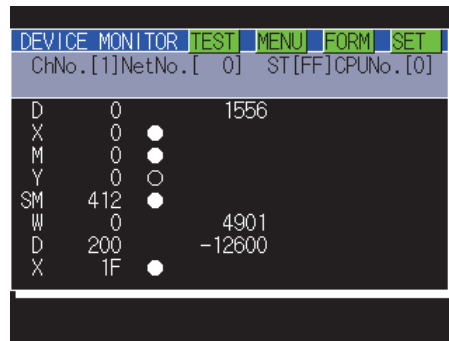 DEVICE MONITOR TEST MENU FORM SET
ChNo.[1]NetNo.[ 0] ST[FF]CPUNo.[0]
D 0 1556
X 0 ●
M 0 ●
Y 0 ○
SM 412 ●
W 0 4901
D 200 -12600
X 1F ●